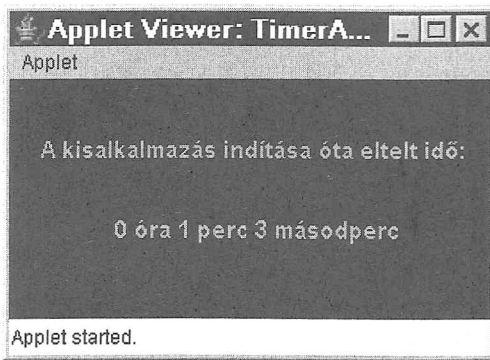 Applet Viewer: TimerA...
Applet
A kisalkalmazás indítása óta eltelt idő:
0 óra 1 perc 3 másodperc
Applet started.